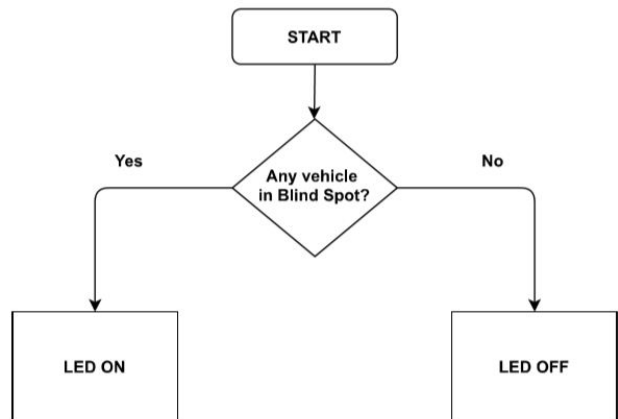 START
Yes
No
Any vehicle
in Blind Spot?
LED ON
LED OFF